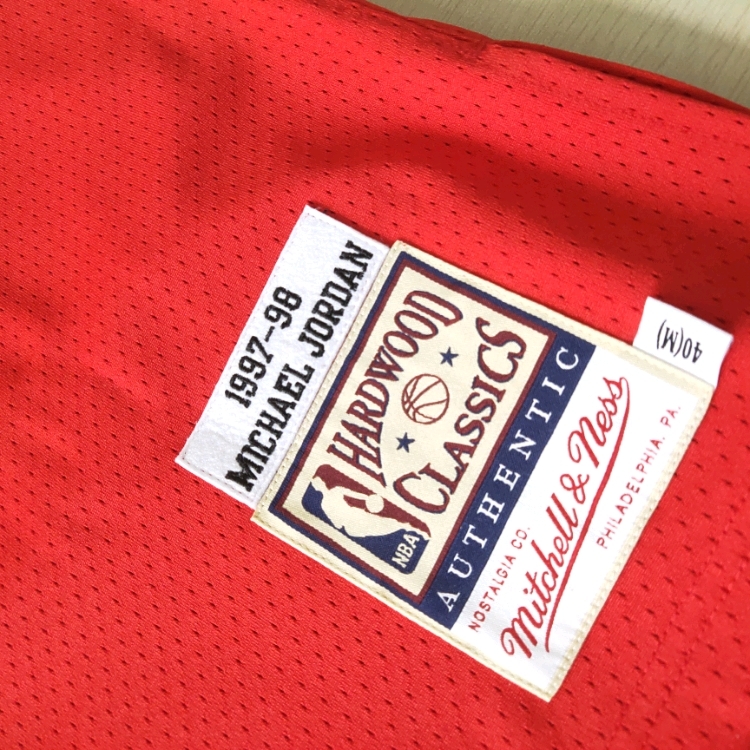 1997-98
MICHAEL JORDAN
HARDWOOD
CLASSICS
NBA
AUTHENTIC
NOSTALGIA CO.
Mitchell & Ness
PHILADELPHIA, PA.
40(M)